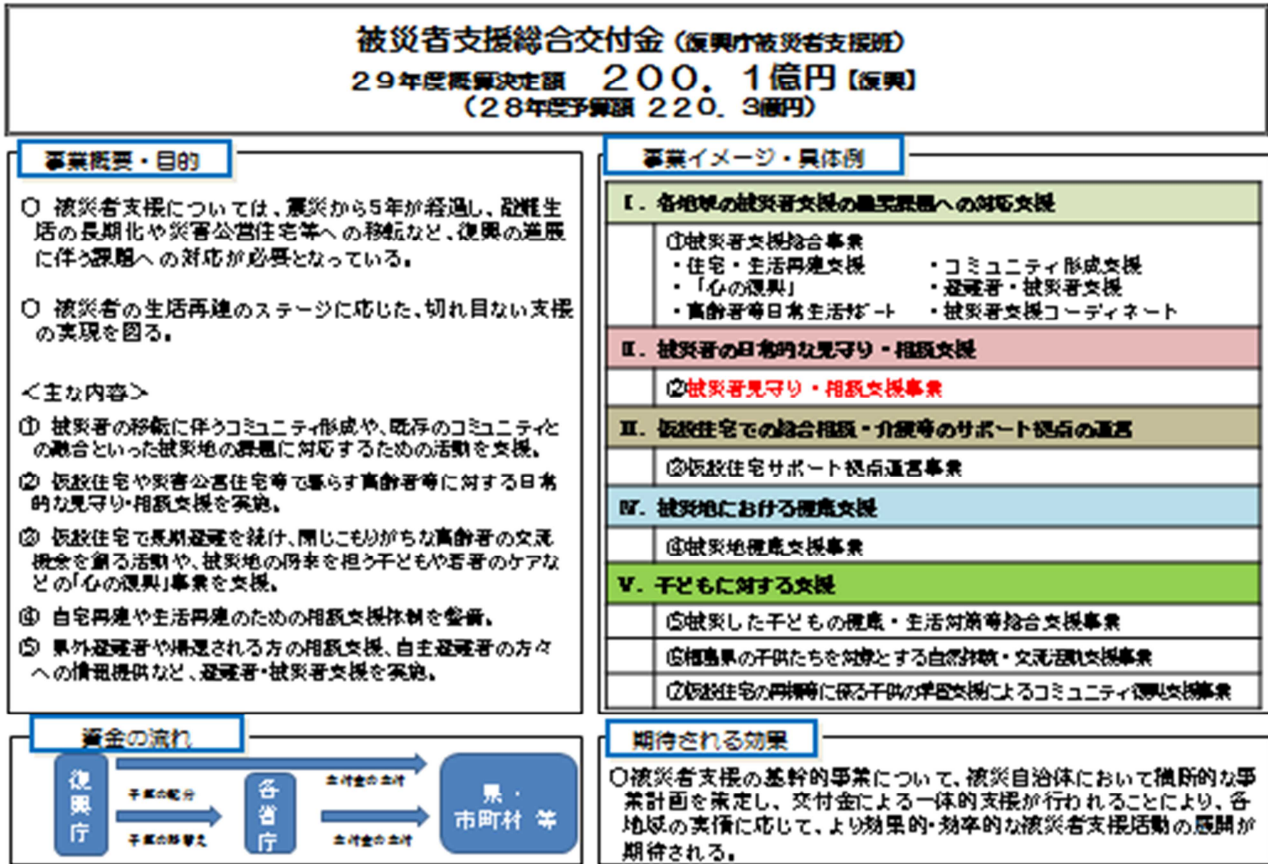 被災者支援総合交付金（復興庁被災者支援班）
２９年度概算決定額　２００．１億円【復興】
（２８年度予算額 ２２０．３億円）
事業概要・目的
○ 被災者支援については、震災から５年が経過し、避難生
活の長期化や災害公営住宅等への移転など、復興の進展
に伴う課題への対応が必要となっている。
○ 被災者の生活再建のステージに応じた、切れ目ない支援
の実現を図る。
＜主な内容＞
① 被災者の移転に伴うコミュニティ形成や、既存のコミュニティと
の融合といった被災地の課題に対応するための活動を支援。
② 仮設住宅や災害公営住宅等で暮らす高齢者等に対する日常
的な見守り・相談支援を実施。
③ 仮設住宅で長期避難を続け、閉じこもりがちな高齢者の交流
機会を創る活動や、被災地の将来を担う子どもや若者のケアな
どの「心の復興」事業を支援。
④ 自宅再建や生活再建のための相談支援体制を整備。
⑤ 県外避難者や帰還される方の相談支援、自主避難者の方々
への情報提供など、避難者・被災者支援を実施。
事業イメージ・具体例
Ⅰ．各地域の被災者支援の重要課題への対応支援
①被災者支援総合事業
・住宅・生活再建支援　・コミュニティ形成支援
・「心の復興」　・避難者・被災者支援
・高齢者等日常生活サポート　・被災者支援コーディネート
Ⅱ．被災者の日常的な見守り・相談支援
②被災者見守り・相談支援事業
Ⅲ．仮設住宅での総合相談・介護等のサポート拠点の運営
③仮設住宅サポート拠点運営事業
Ⅳ．被災地における健康支援
④被災地健康支援事業
Ⅴ．子どもに対する支援
⑤被災した子どもの健康・生活対策等総合支援事業
⑥福島県の子供たちを対象とする自然体験・交流活動支援事業
⑦仮設住宅の再編等に係る子供の学習支援によるコミュニティ復興支援事業
資金の流れ
復興庁
予算の配分
予算の移替え
各省庁
交付金の交付
交付金の交付
県・
市町村 等
期待される効果
○被災者支援の基幹的事業について、被災自治体において横断的な事
業計画を策定し、交付金による一体的支援が行われることにより、各
地域の実情に応じて、より効果的・効率的な被災者支援活動の展開が
期待される。